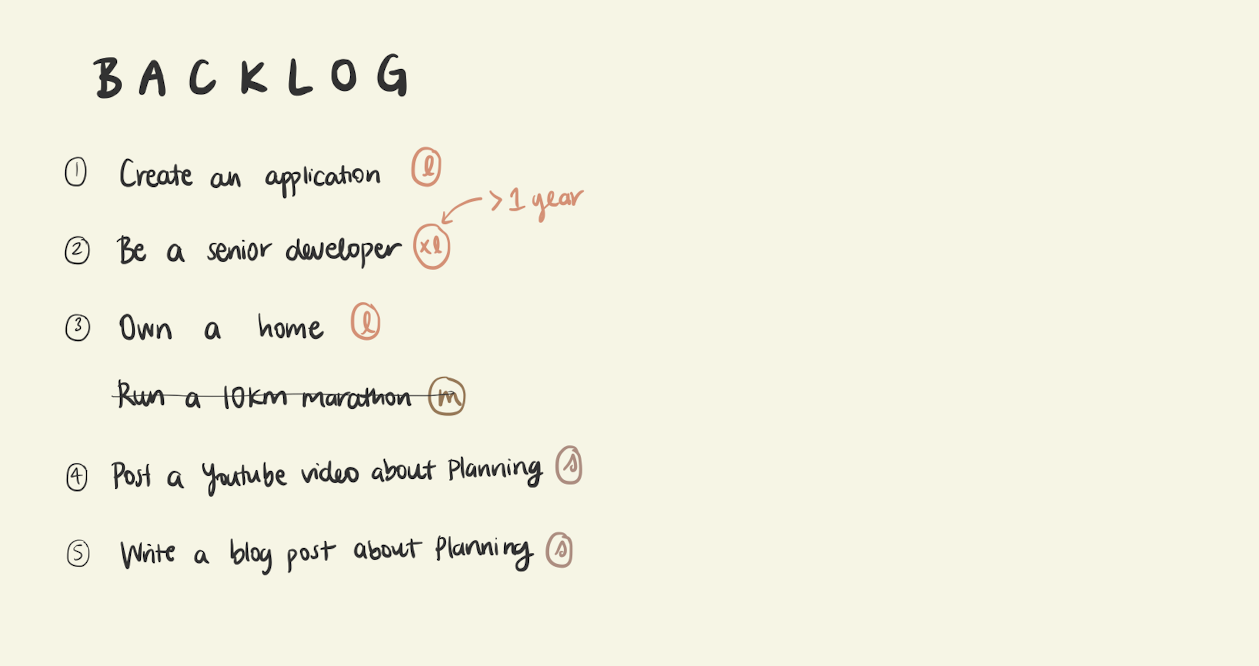 BACKLOG
1 Create an application l
> 1 year
2 Be a senior developer xl
3 Own a home l
Run a 10km marathon m
4 Post a Youtube video about Planning s
5 Write a blog post about Planning s